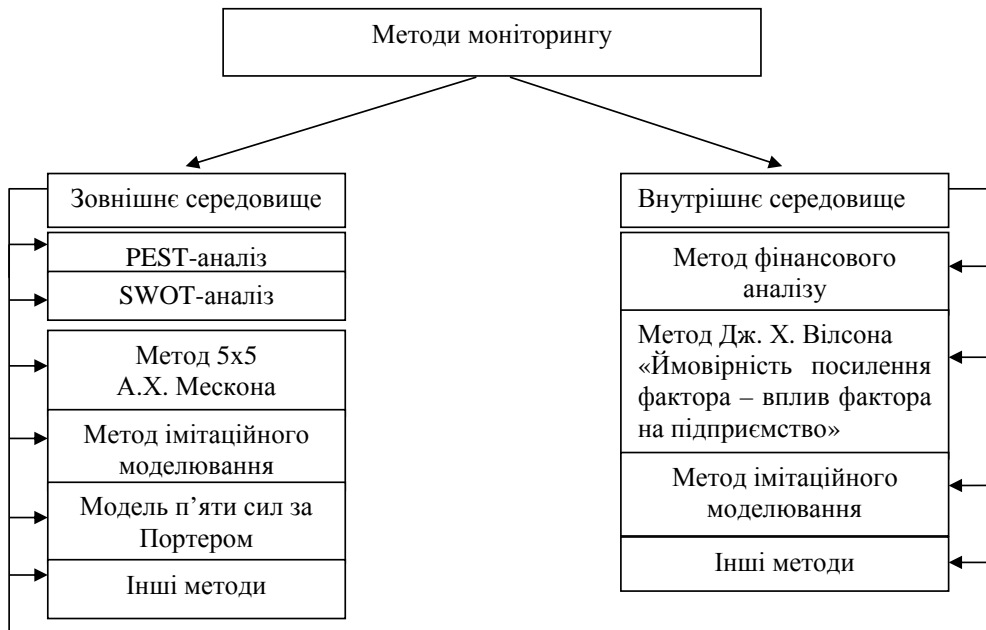 Методи моніторингу
Зовнішнє середовище
PEST-аналіз
SWOT-аналіз
Метод 5х5
А.Х. Мескона
Метод імітаційного
моделювання
Модель п’яти сил за
Портером
Інші методи
Внутрішнє середовище
Метод фінансового
аналізу
Метод Дж. Х. Вілсона
«Ймовірність посилення
фактора – вплив фактора
на підприємство»
Метод імітаційного
моделювання
Інші методи